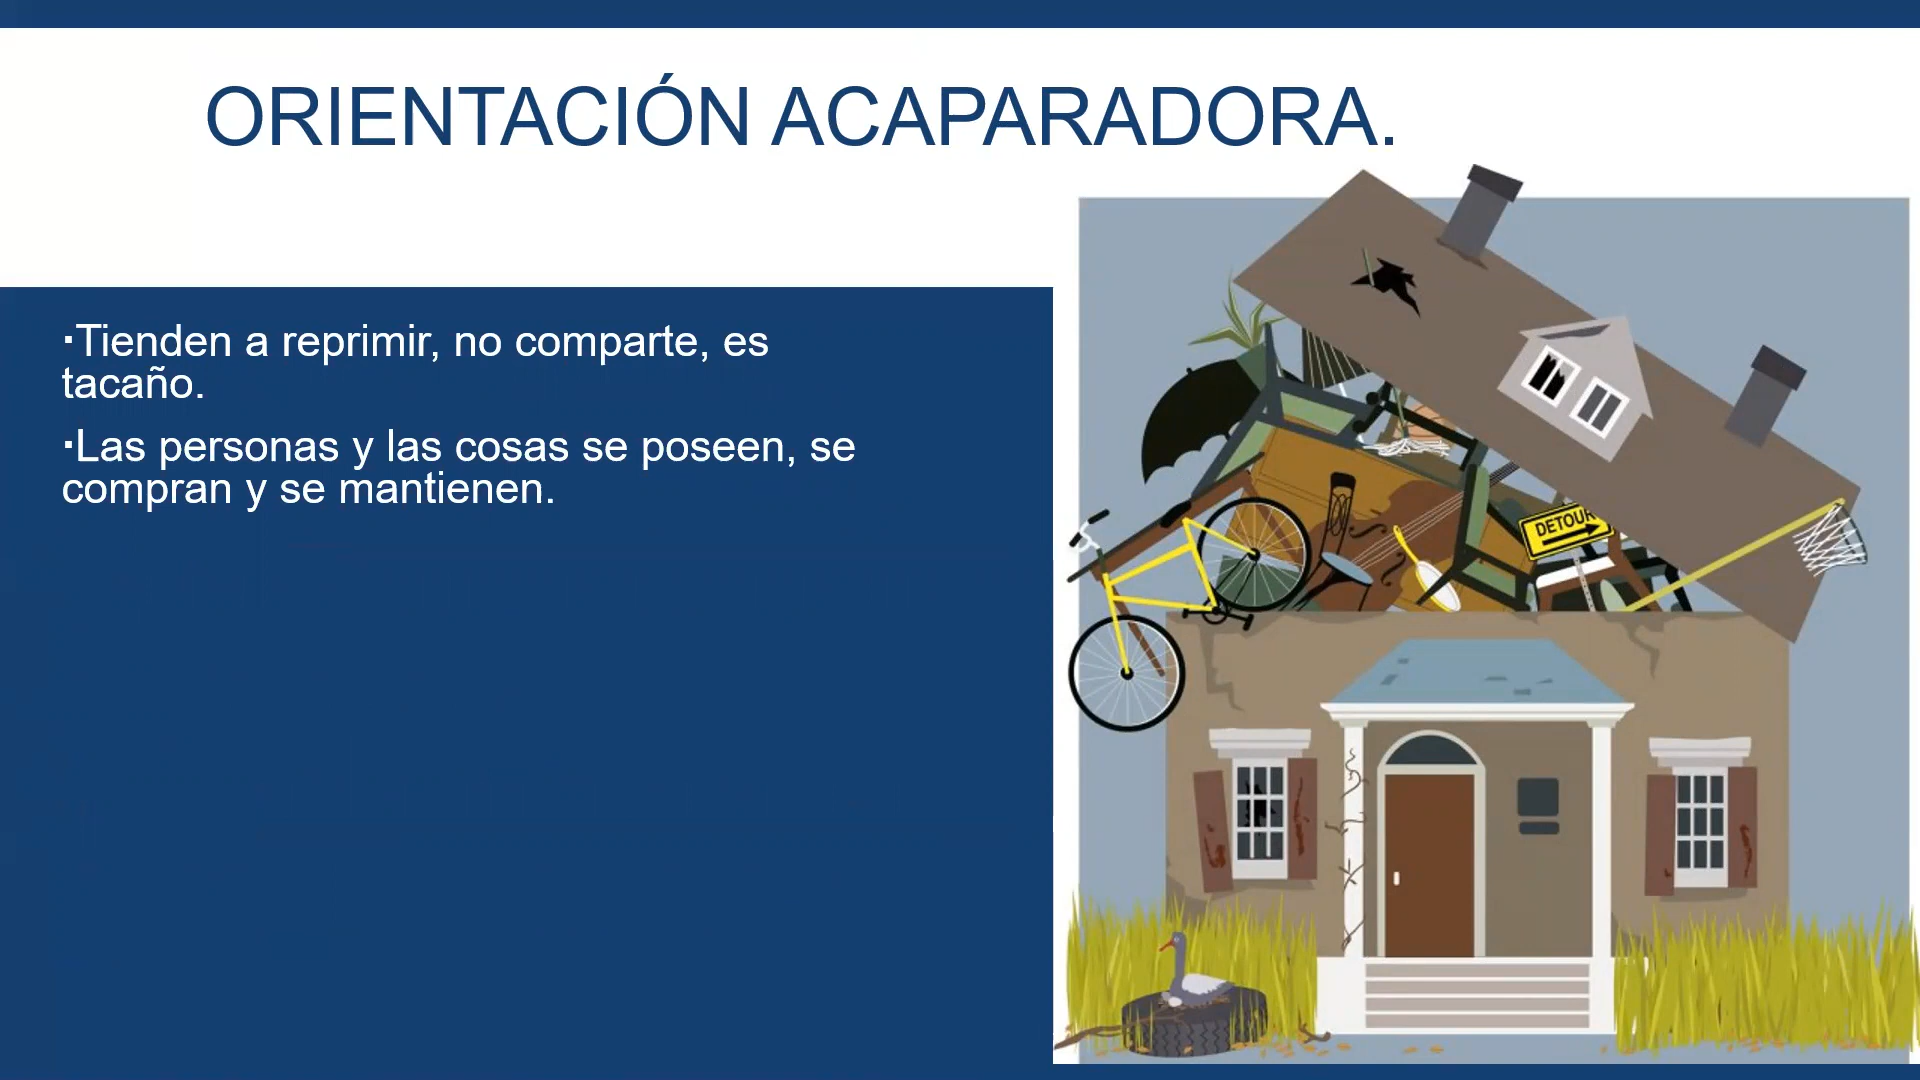 ORIENTACIÓN ACAPARADORA.
▪Tienden a reprimir, no comparte, es
tacaño.
▪Las personas y las cosas se poseen, se
compran y se mantienen.
DETOUR